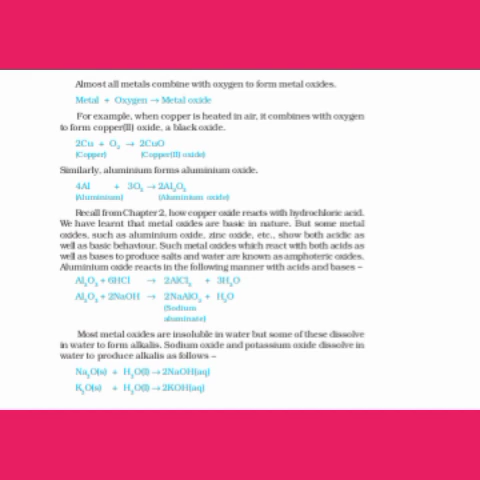 Almost all metals combine with oxygen to form metal oxides.
Metal + Oxygen → Metal oxide
For example, when copper is heated in air, it combines with oxygen
to form copper(II) oxide, a black oxide.
2Cu + O₂ → 2CuO
(Copper) (Copper(II) oxide)
Similarly, aluminium forms aluminium oxide.
4Al + 3O₂ → 2Al₂O₃
(Aluminium) (Aluminium oxide)
Recall from Chapter 2, how copper oxide reacts with hydrochloric acid.
We have learnt that metal oxides are basic in nature. But some metal
oxides, such as aluminium oxide, zinc oxide, etc., show both acidic as
well as basic behaviour. Such metal oxides which react with both acids as
well as bases to produce salts and water are known as amphoteric oxides.
Aluminium oxide reacts in the following manner with acids and bases –
Al₂O₃ + 6HCl → 2AlCl₃ + 3H₂O
Al₂O₃ + 2NaOH → 2NaAlO₂ + H₂O
(Sodium
aluminate)
Most metal oxides are insoluble in water but some of these dissolve
in water to form alkalis. Sodium oxide and potassium oxide dissolve in
water to produce alkalis as follows –
Na₂O(s) + H₂O(l) → 2NaOH(aq)
K₂O(s) + H₂O(l) → 2KOH(aq)